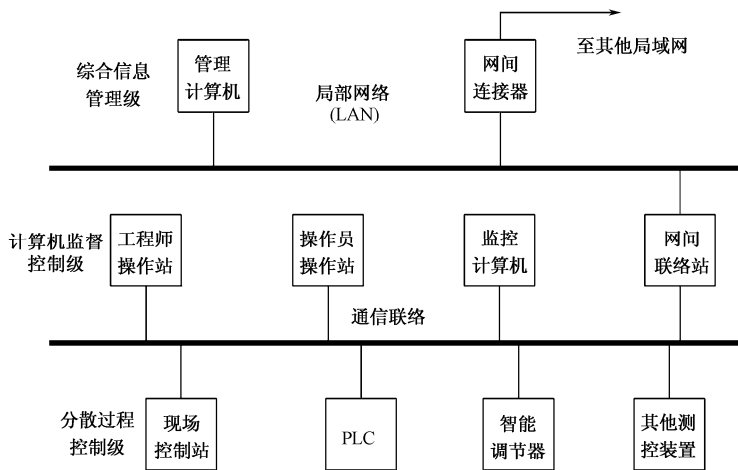 至其他局域网
综合信息
管理级
管理
计算机
局部网络
(LAN)
网间
连接器
计算机监督
控制级
工程师
操作站
操作员
操作站
监控
计算机
网问
联络站
通信联络
分散过程
控制级
现场
控制站
PLC
智能
调节器
其他测
控装置